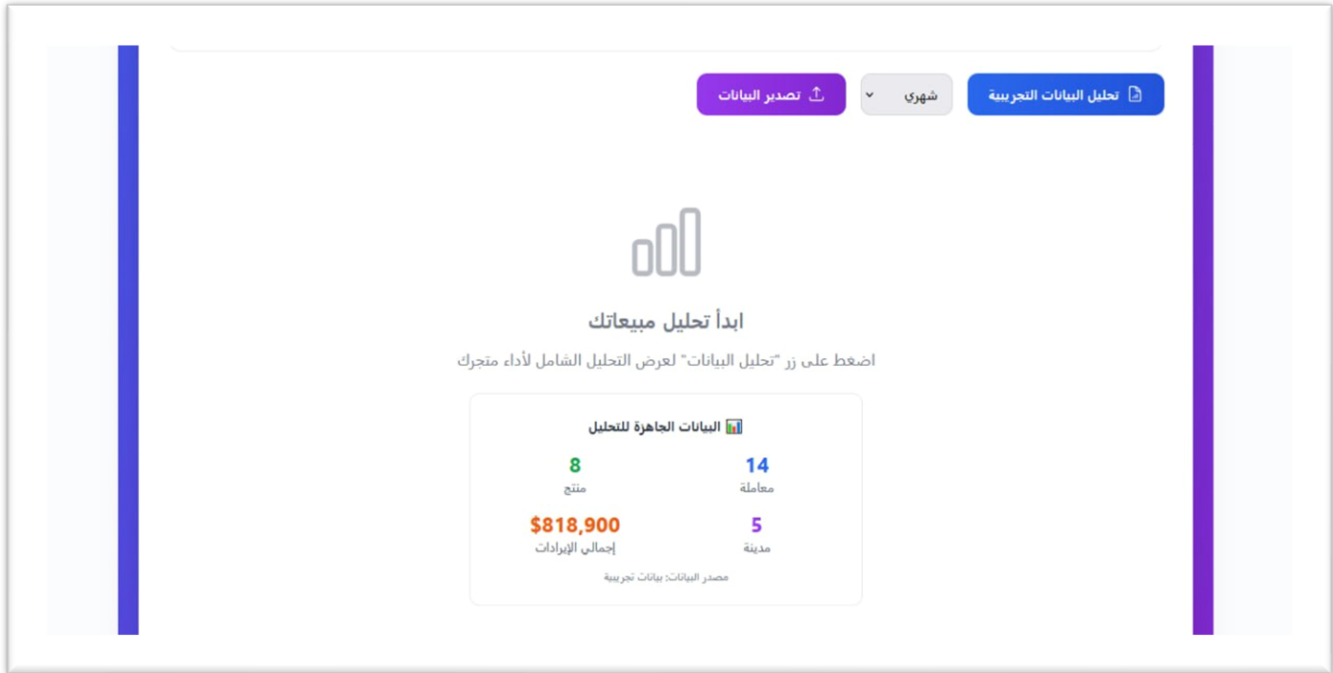 تحليل البيانات التجريبية
شهري
تصدير البيانات
ابدأ تحليل مبيعاتك
اضغط على زر "تحليل البيانات" لعرض التحليل الشامل لأداء متجرك
البيانات الجاهزة للتحليل
14
معاملة
8
منتج
5
مدينة
$818,900
إجمالي الإيرادات
مصدر البيانات: بيانات تجريبية